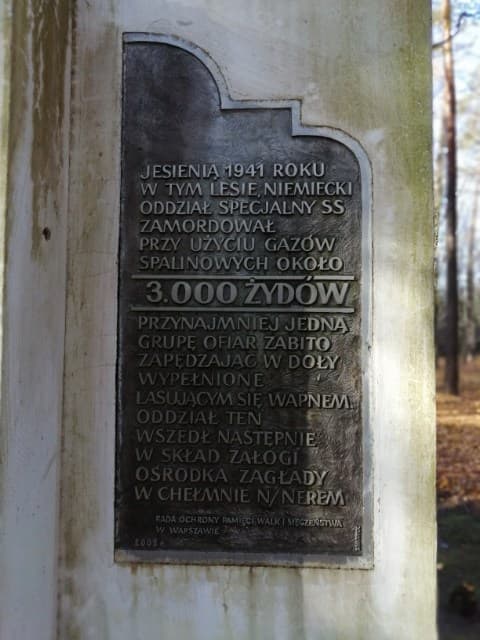 JESIENIĄ 1941 ROKU
W TYM LESIE, NIEMIECKI
ODDZIAŁ SPECJALNY SS
ZAMORDOWAŁ
PRZY UŻYCIU GAZÓW
SPALINOWYCH OKOŁO
3.000 ŻYDÓW
PRZYNAJMNIEJ JEDNĄ
GRUPĘ OFIAR ZABITO
ZAPĘDZAJĄC W DOŁY
WYPEŁNIONE
LASUJĄCYM SIĘ WAPNEM.
ODDZIAŁ TEN
WSZEDŁ NASTĘPNIE
W SKŁAD ZAŁOGI
OŚRODKA ZAGŁADY
W CHEŁMNIE N/NEREM
RADA OCHRONY PAMIĘCI WALK I MĘCZEŃSTWA
W WARSZAWIE